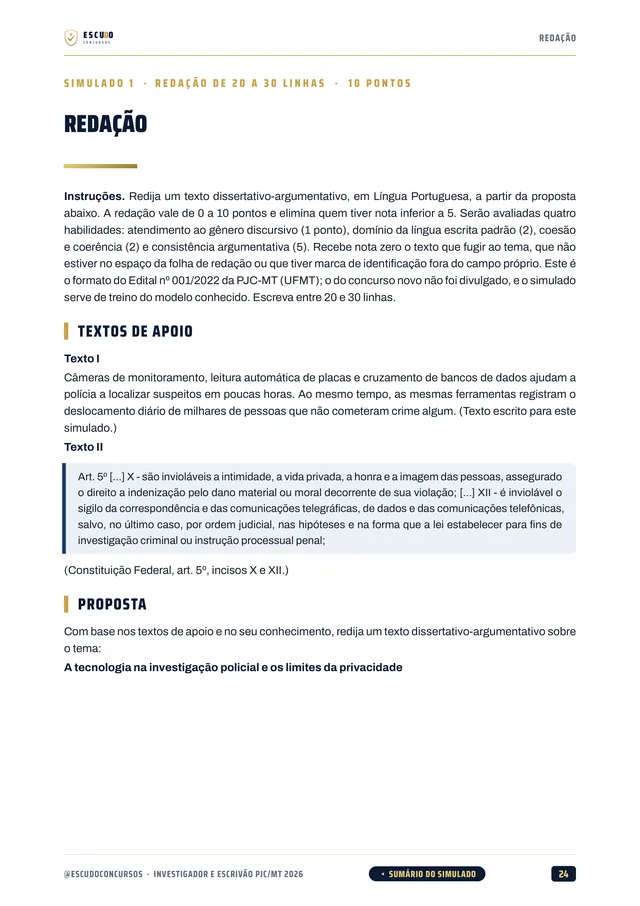 ESCUDO
CONCURSOS
REDAÇÃO
SIMULADO 1 · REDAÇÃO DE 20 A 30 LINHAS · 10 PONTOS
REDAÇÃO
Instruções. Redija um texto dissertativo-argumentativo, em Língua Portuguesa, a partir da proposta
abaixo. A redação vale de 0 a 10 pontos e elimina quem tiver nota inferior a 5. Serão avaliadas quatro
habilidades: atendimento ao gênero discursivo (1 ponto), domínio da língua escrita padrão (2), coesão
e coerência (2) e consistência argumentativa (5). Recebe nota zero o texto que fugir ao tema, que não
estiver no espaço da folha de redação ou que tiver marca de identificação fora do campo próprio. Este é
o formato do Edital nº 001/2022 da PJC-MT (UFMT); o do concurso novo não foi divulgado, e o simulado
serve de treino do modelo conhecido. Escreva entre 20 e 30 linhas.
TEXTOS DE APOIO
Texto I
Câmeras de monitoramento, leitura automática de placas e cruzamento de bancos de dados ajudam a
polícia a localizar suspeitos em poucas horas. Ao mesmo tempo, as mesmas ferramentas registram o
deslocamento diário de milhares de pessoas que não cometeram crime algum. (Texto escrito para este
simulado.)
Texto II
Art. 5º [...] X - são invioláveis a intimidade, a vida privada, a honra e a imagem das pessoas, assegurado
o direito a indenização pelo dano material ou moral decorrente de sua violação; [...] XII - é inviolável o
sigilo da correspondência e das comunicações telegráficas, de dados e das comunicações telefônicas,
salvo, no último caso, por ordem judicial, nas hipóteses e na forma que a lei estabelecer para fins de
investigação criminal ou instrução processual penal;
(Constituição Federal, art. 5º, incisos X e XII.)
PROPOSTA
Com base nos textos de apoio e no seu conhecimento, redija um texto dissertativo-argumentativo sobre
o tema:
A tecnologia na investigação policial e os limites da privacidade
@ESCUDOCONCURSOS · INVESTIGADOR E ESCRIVÃO PJC/MT 2026
SUMÁRIO DO SIMULADO
24